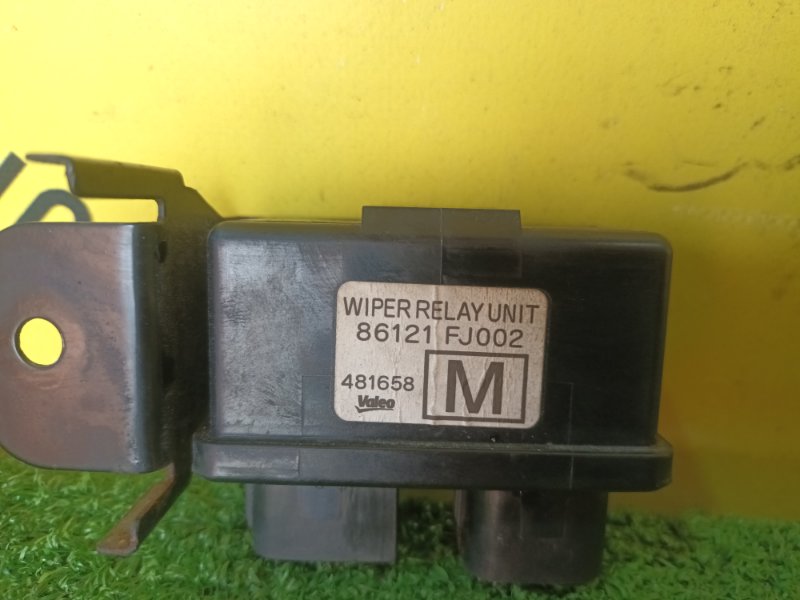 WIPER RELAY UNIT
86121 FJ002
481658
M
Valeo